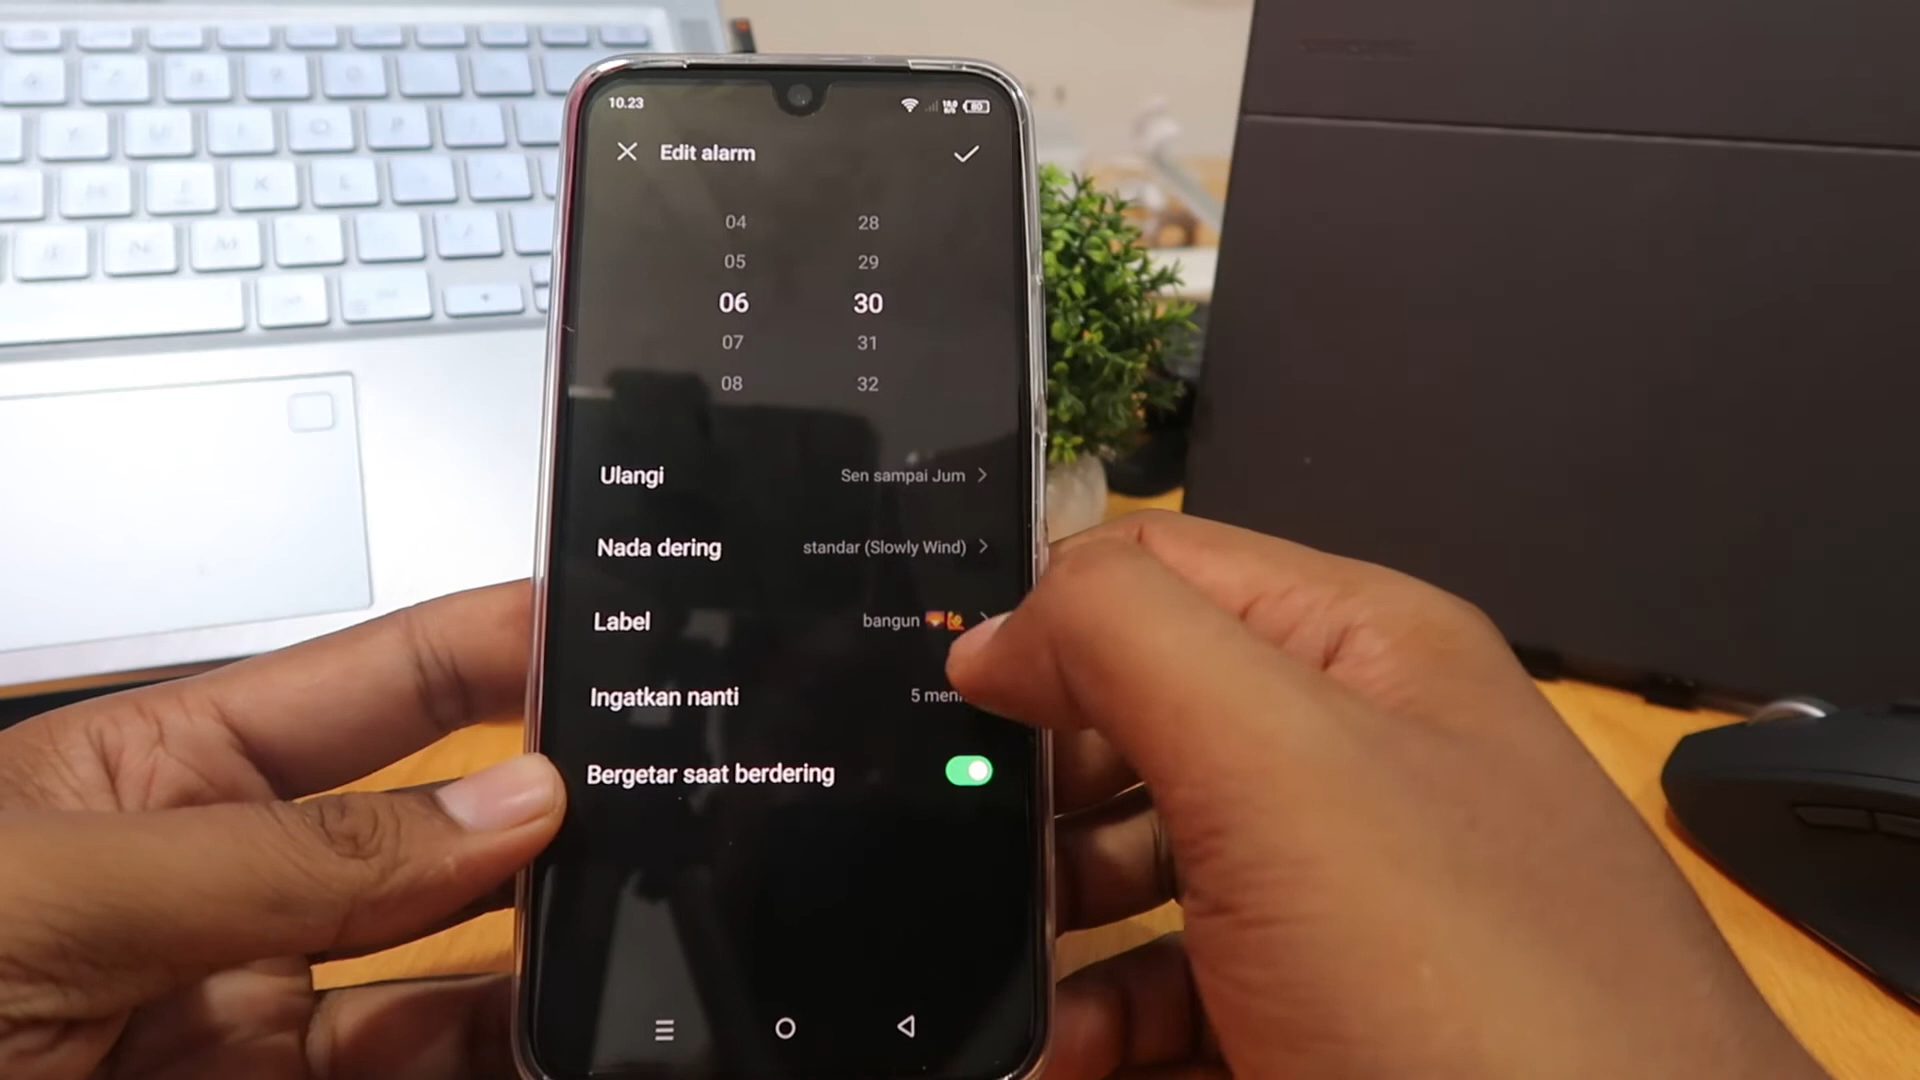 10.23
80
Edit alarm
04 28
05 29
06 30
07 31
08 32
Ulangi Sen sampai Jum
Nada dering standar (Slowly Wind)
Label bangun 🌄🙋
Ingatkan nanti 5
Bergetar saat berdering